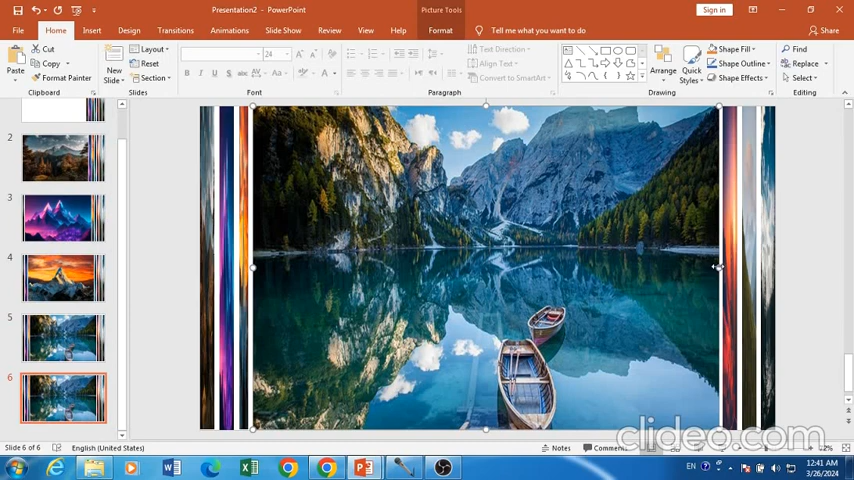 Presentation2 - PowerPoint
Picture Tools
Sign in
File
Home
Insert
Design
Transitions
Animations
Slide Show
Review
View
Help
Format
Tell me what you want to do
Share
Paste
Cut
Copy
Format Painter
Clipboard
New Slide
Layout
Reset
Section
Slides
24
B I U S
Font
Text Direction
Align Text
Convert to SmartArt
Paragraph
Arrange
Quick Styles
Shape Fill
Shape Outline
Shape Effects
Drawing
Find
Replace
Select
Editing
2
3
4
5
6
clideo.com
Slide 6 of 6
English (United States)
Notes
Comments
EN
12:41 AM
3/26/2024